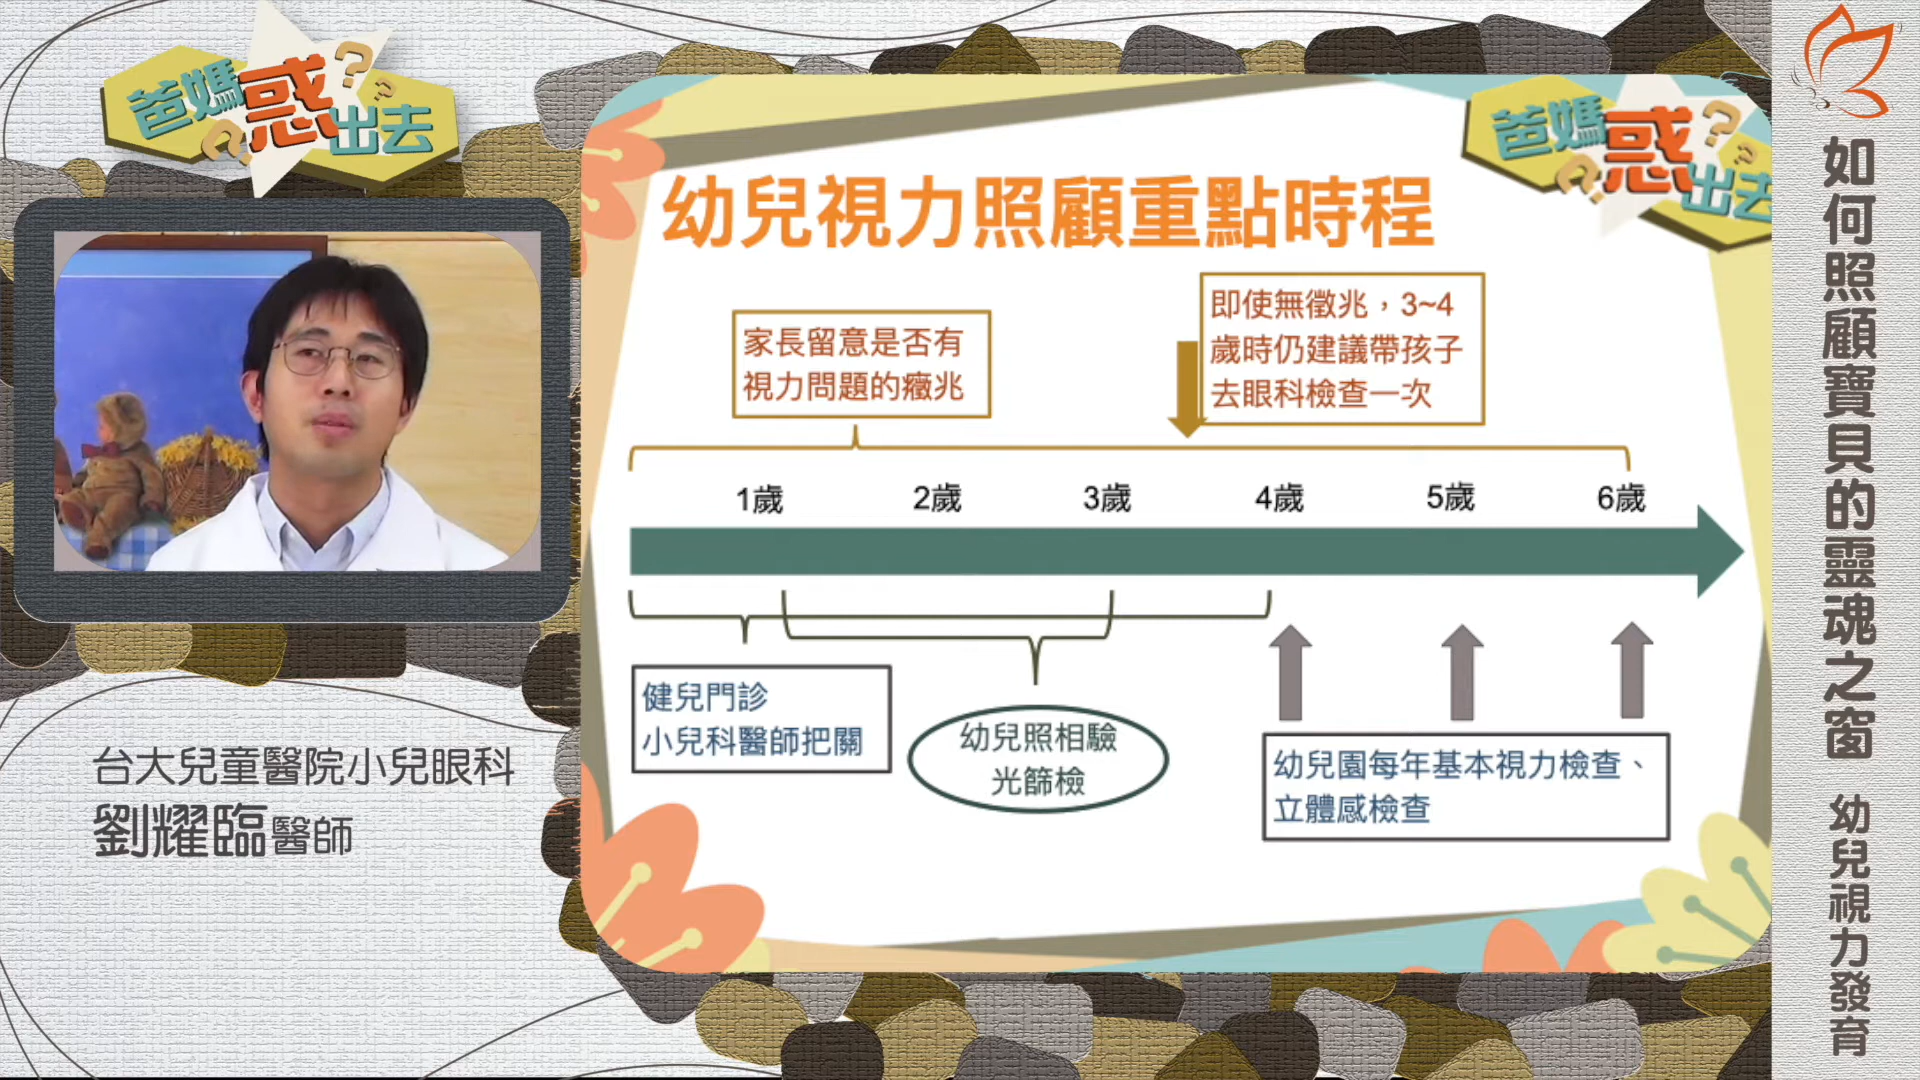 爸媽惑出去
台大兒童醫院小兒眼科
劉耀臨醫師
爸媽惑出去
幼兒視力照顧重點時程
家長留意是否有
視力問題的癥兆
即使無徵兆，3~4
歲時仍建議帶孩子
去眼科檢查一次
1歲
2歲
3歲
4歲
5歲
6歲
健兒門診
小兒科醫師把關
幼兒照相驗
光篩檢
幼兒園每年基本視力檢查、
立體感檢查
如何照顧寶貝的靈魂之窗 幼兒視力發育